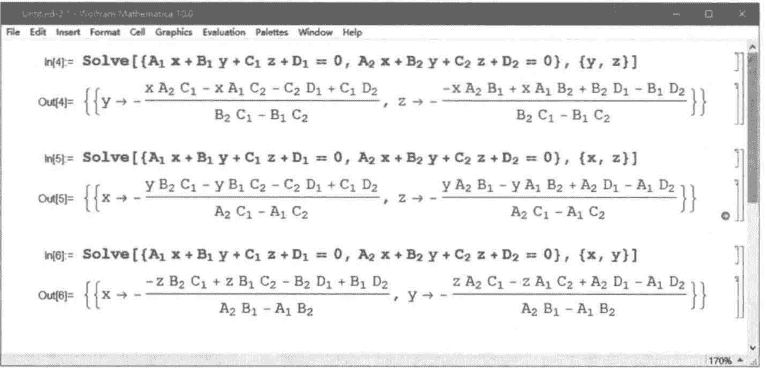 Untitled-2 * - Wolfram Mathematica 10.0
File Edit Insert Format Cell Graphics Evaluation Palettes Window Help
In[4]:= Solve[{A₁ x + B₁ y + C₁ z + D₁ == 0, A₂ x + B₂ y + C₂ z + D₂ == 0}, {y, z}]
Out[4]= {{y → - (x A₂ C₁ - x A₁ C₂ - C₂ D₁ + C₁ D₂)/(B₂ C₁ - B₁ C₂), z → - (-x A₂ B₁ + x A₁ B₂ + B₂ D₁ - B₁ D₂)/(B₂ C₁ - B₁ C₂)}}
In[5]:= Solve[{A₁ x + B₁ y + C₁ z + D₁ == 0, A₂ x + B₂ y + C₂ z + D₂ == 0}, {x, z}]
Out[5]= {{x → - (y B₂ C₁ - y B₁ C₂ - C₂ D₁ + C₁ D₂)/(A₂ C₁ - A₁ C₂), z → - (y A₂ B₁ - y A₁ B₂ + A₂ D₁ - A₁ D₂)/(A₂ C₁ - A₁ C₂)}}
In[6]:= Solve[{A₁ x + B₁ y + C₁ z + D₁ == 0, A₂ x + B₂ y + C₂ z + D₂ == 0}, {x, y}]
Out[6]= {{x → - (-z B₂ C₁ + z B₁ C₂ - B₂ D₁ + B₁ D₂)/(A₂ B₁ - A₁ B₂), y → - (z A₂ C₁ - z A₁ C₂ + A₂ D₁ - A₁ D₂)/(A₂ B₁ - A₁ B₂)}}
170%